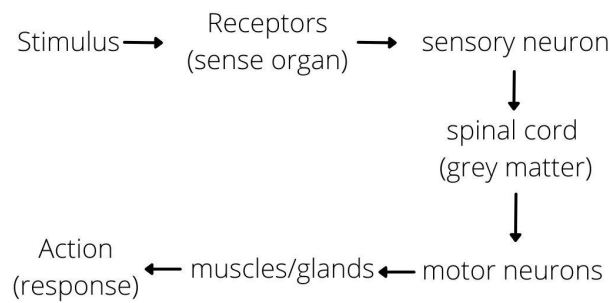 Stimulus
Receptors
(sense organ)
sensory neuron
spinal cord
(grey matter)
motor neurons
muscles/glands
Action
(response)